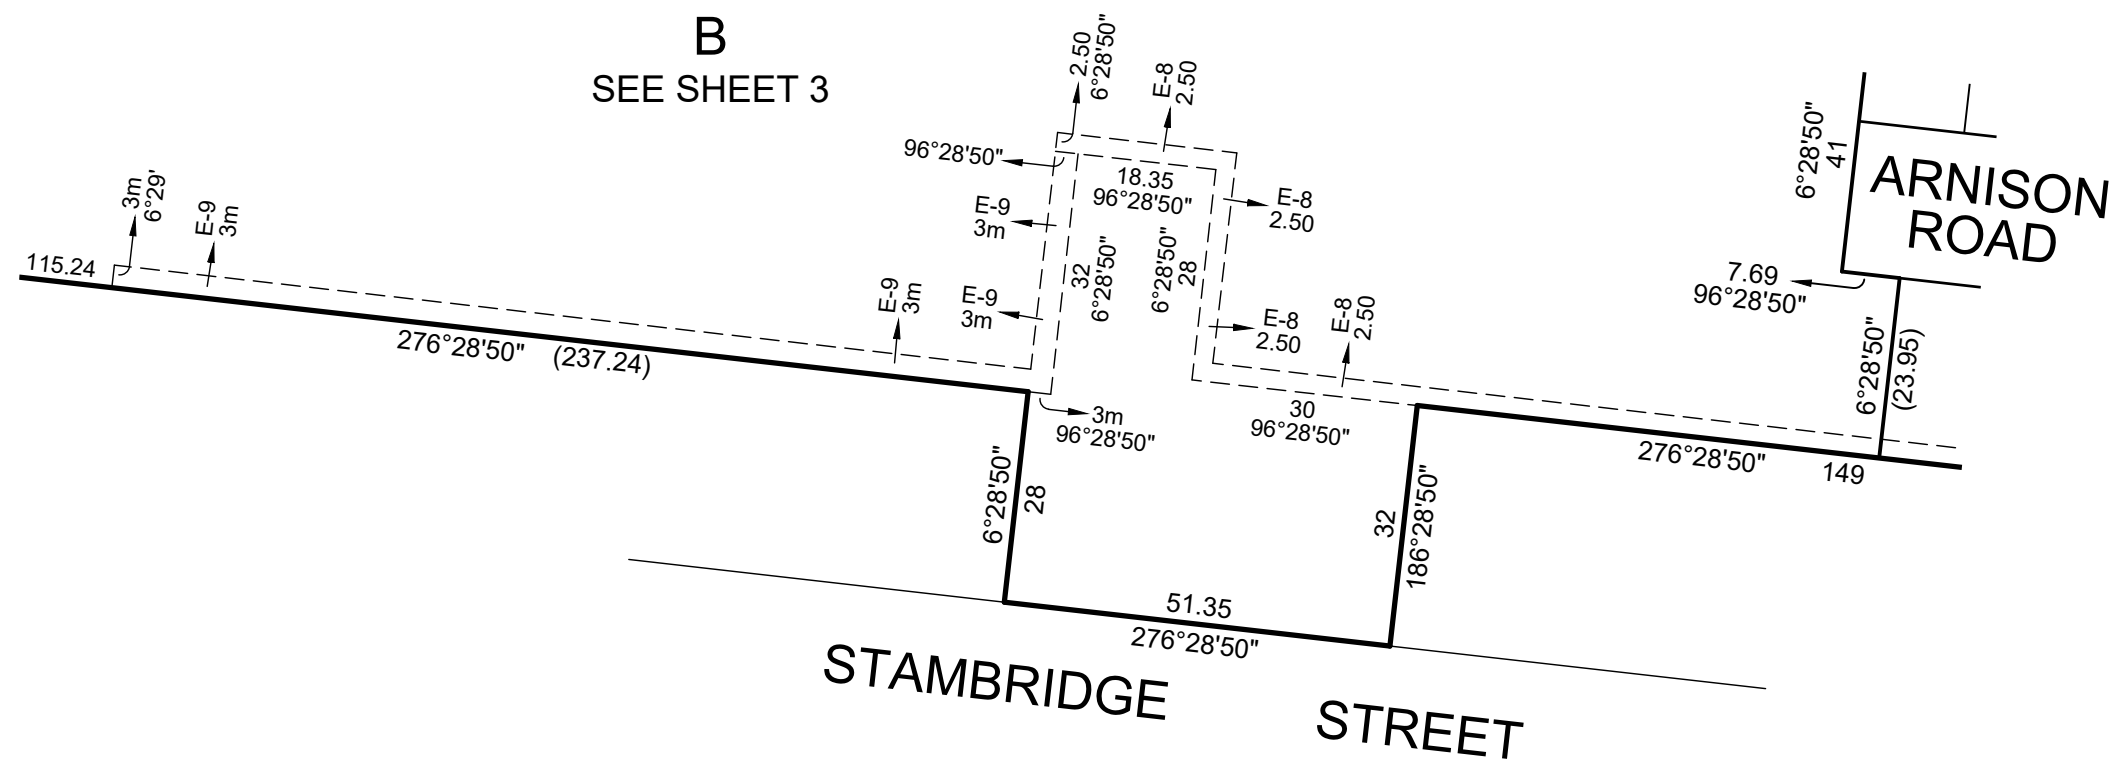 B
SEE SHEET 3
2.50
6°28'50"
E-8
2.50
96°28'50"
18.35
96°28'50"
E-9
3m
E-8
2.50
6°28'50"
41
ARNISON
ROAD
3m
6°29'
E-9
3m
115.24
276°28'50" (237.24)
E-9
3m
E-9
3m
32
6°28'50"
6°28'50"
28
E-8
2.50
E-8
2.50
7.69
96°28'50"
6°28'50"
(23.95)
3m
96°28'50"
30
96°28'50"
276°28'50"
149
6°28'50"
28
32
186°28'50"
51.35
276°28'50"
STAMBRIDGE STREET